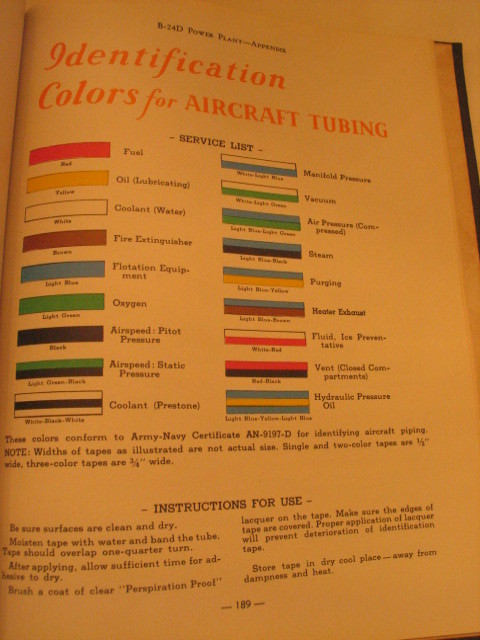 B-24D POWER PLANT—APPENDIX
Identification
Colors for AIRCRAFT TUBING
- SERVICE LIST -
Red
Fuel
Yellow
Oil (Lubricating)
White
Coolant (Water)
Brown
Fire Extinguisher
Light Blue
Flotation Equip-
ment
Light Green
Oxygen
Black
Airspeed: Pitot
Pressure
Light Green-Black
Airspeed: Static
Pressure
White-Black-White
Coolant (Prestone)
White-Light Blue
Manifold Pressure
White-Light Green
Vacuum
Light Blue-Light Green
Air Pressure (Com-
pressed)
Light Blue-Black
Steam
Light Blue-Yellow
Purging
Light Blue-Brown
Heater Exhaust
White-Red
Fluid, Ice Preven-
tative
Red-Black
Vent (Closed Com-
partments)
Light Blue-Yellow-Light Blue
Hydraulic Pressure
Oil
These colors conform to Army-Navy Certificate AN-9197-D for identifying aircraft piping.
NOTE: Widths of tapes as illustrated are not actual size. Single and two-color tapes are ½"
wide, three-color tapes are ¾" wide.
- INSTRUCTIONS FOR USE -
Be sure surfaces are clean and dry.
Moisten tape with water and band the tube.
Tape should overlap one-quarter turn.
After applying, allow sufficient time for ad-
hesive to dry.
Brush a coat of clear "Perspiration Proof"
lacquer on the tape. Make sure the edges of
tape are covered. Proper application of lacquer
will prevent deterioration of identification
tape.
Store tape in dry cool place—away from
dampness and heat.
— 189 —